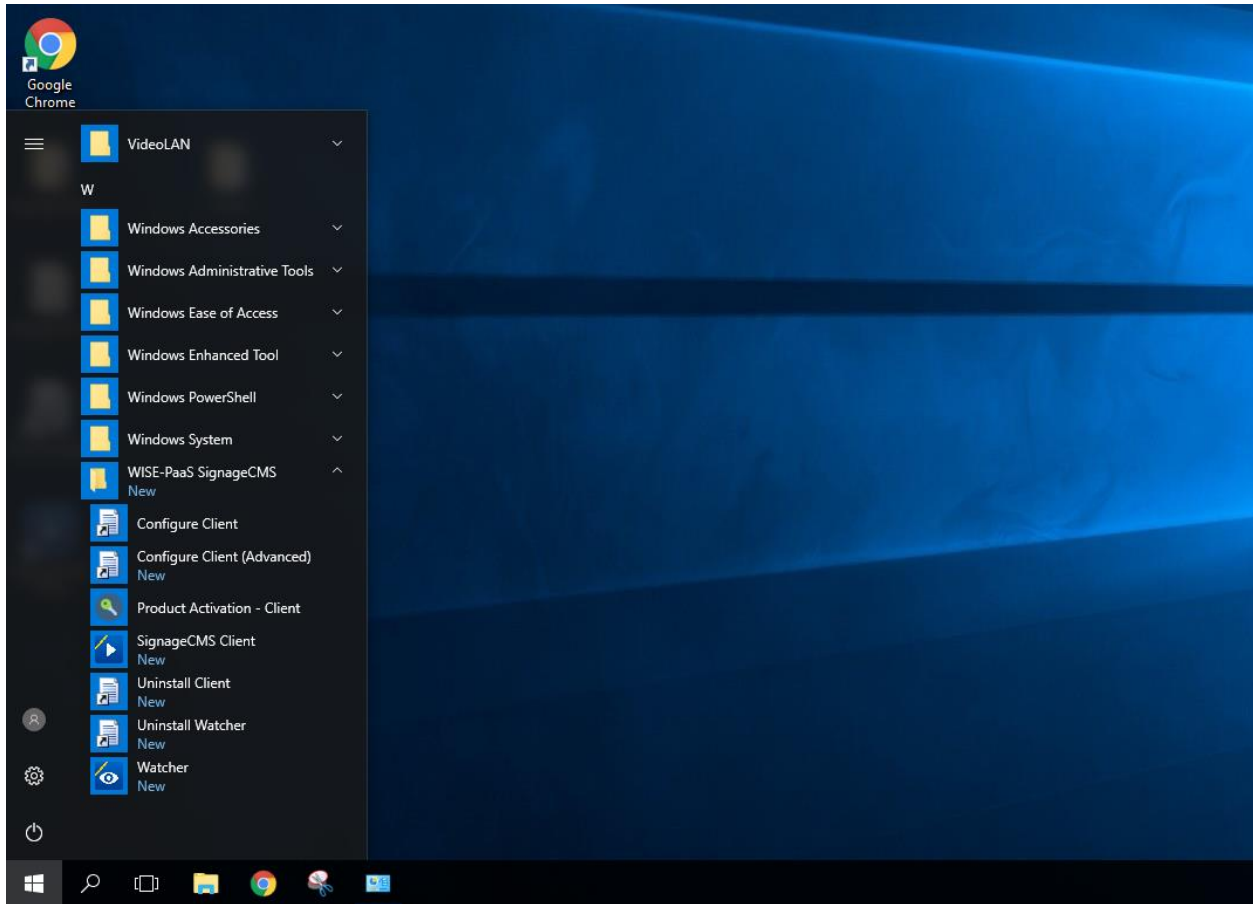 Google
Chrome
VideoLAN
W
Windows Accessories
Windows Administrative Tools
Windows Ease of Access
Windows Enhanced Tool
Windows PowerShell
Windows System
WISE-PaaS SignageCMS
New
Configure Client
Configure Client (Advanced)
New
Product Activation - Client
SignageCMS Client
New
Uninstall Client
New
Uninstall Watcher
New
Watcher
New